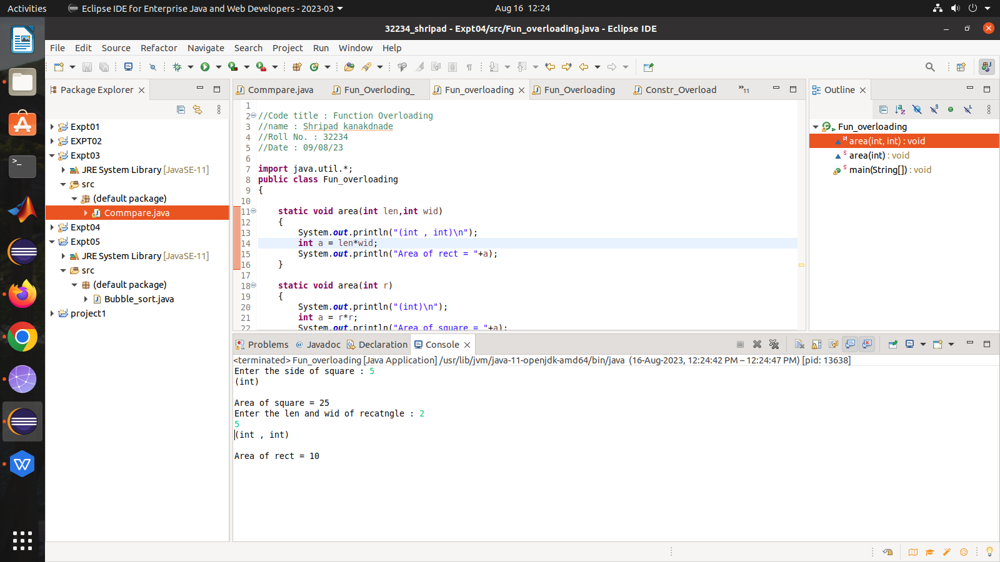 Activities
Eclipse IDE for Enterprise Java and Web Developers - 2023-03
Aug 16 12:24
32234_shripad - Expt04/src/Fun_overloading.java - Eclipse IDE
File Edit Source Refactor Navigate Search Project Run Window Help
Package Explorer
Expt01
EXPT02
Expt03
JRE System Library [JavaSE-11]
src
(default package)
Commpare.java
Expt04
Expt05
JRE System Library [JavaSE-11]
src
(default package)
Bubble_sort.java
project1
Commpare.java Fun_Overloding_ Fun_overloading Fun_Overloading Constr_Overload »11
1
2 //Code title : Function Overloading
3 //name : Shripad kanakdnade
4 //Roll No. : 32234
5 //Date : 09/08/23
6
7 import java.util.*;
8 public class Fun_overloading
9 {
10
11 static void area(int len,int wid)
12 {
13 System.out.println("(int , int)\n");
14 int a = len*wid;
15 System.out.println("Area of rect = "+a);
16 }
17
18 static void area(int r)
19 {
20 System.out.println("(int)\n");
21 int a = r*r;
22 System.out.println("Area of square = "+a);
Outline
Fun_overloading
area(int, int) : void
area(int) : void
main(String[]) : void
Problems @ Javadoc Declaration Console
<terminated> Fun_overloading [Java Application] /usr/lib/jvm/java-11-openjdk-amd64/bin/java (16-Aug-2023, 12:24:42 PM – 12:24:47 PM) [pid: 13638]
Enter the side of square : 5
(int)
Area of square = 25
Enter the len and wid of recatngle : 2
5
(int , int)
Area of rect = 10